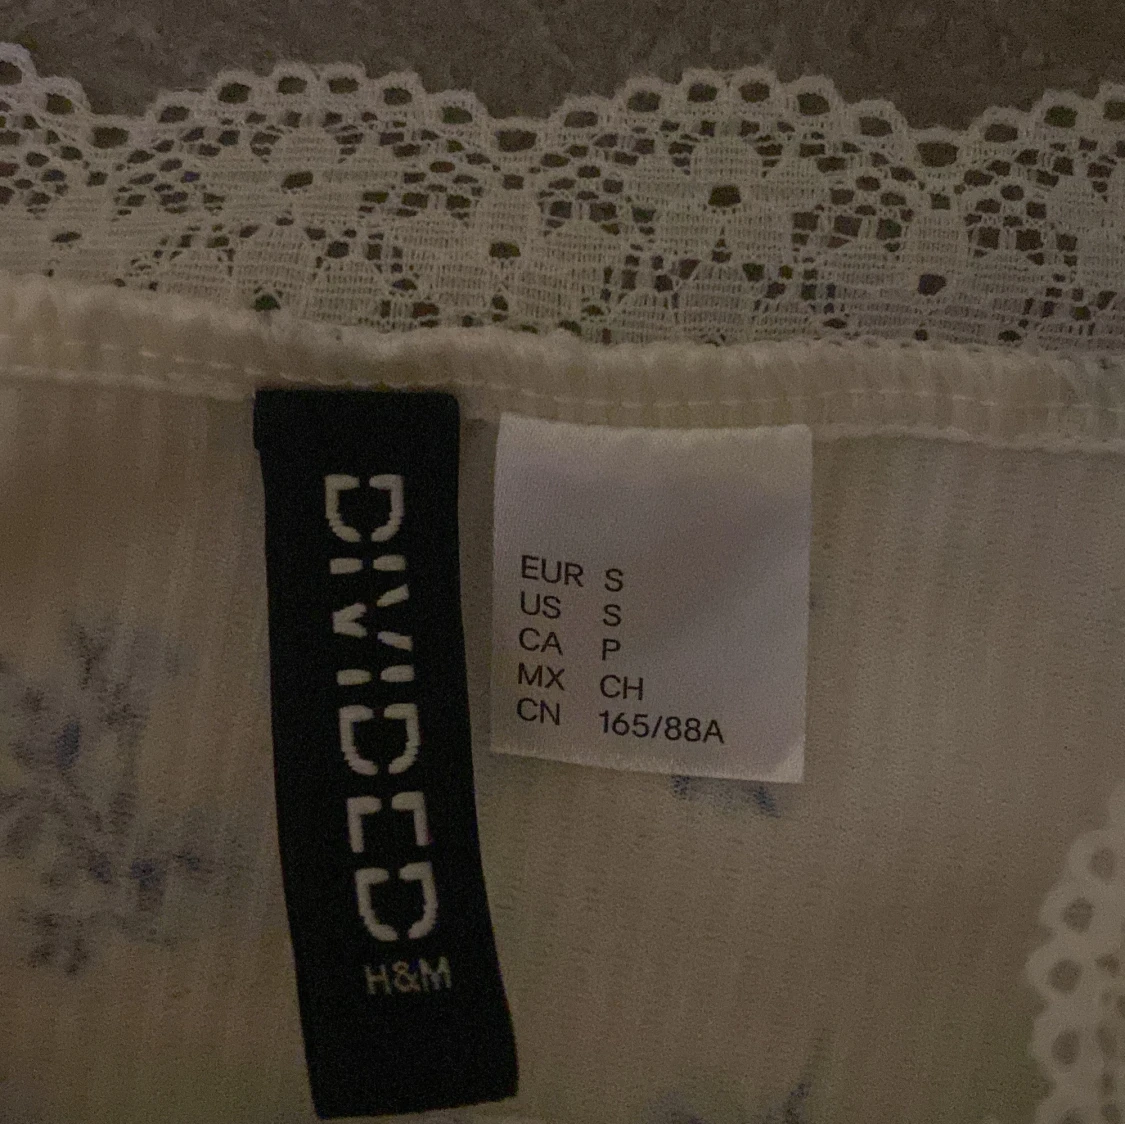 DIVIDED
H&M
EUR S
US S
CA P
MX CH
CN 165/88A